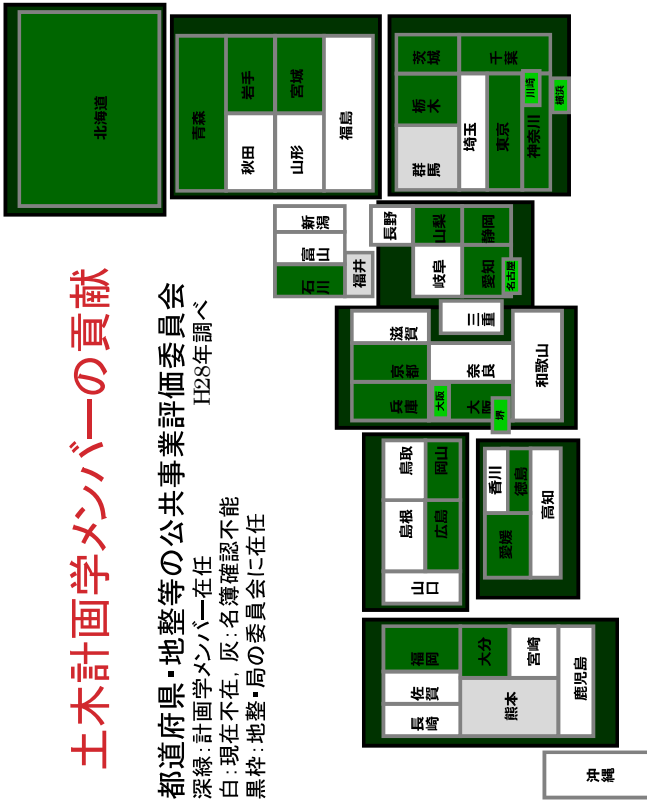 土木計画学メンバーの貢献
都道府県・地整等の公共事業評価委員会
H28年調べ
深緑：計画学メンバー在任
白：現在不在，灰：名簿確認不能
黒枠：地整・局の委員会に在任
北海道
青森
岩手
宮城
秋田
山形
福島
茨城
千葉
栃木
群馬
埼玉
東京
神奈川
川崎
横浜
新潟
富山
石川
福井
長野
山梨
静岡
岐阜
愛知
名古屋
三重
滋賀
京都
兵庫
奈良
大阪
大阪
堺
和歌山
鳥取
岡山
島根
広島
山口
香川
徳島
愛媛
高知
福岡
佐賀
長崎
大分
宮崎
熊本
鹿児島
沖縄